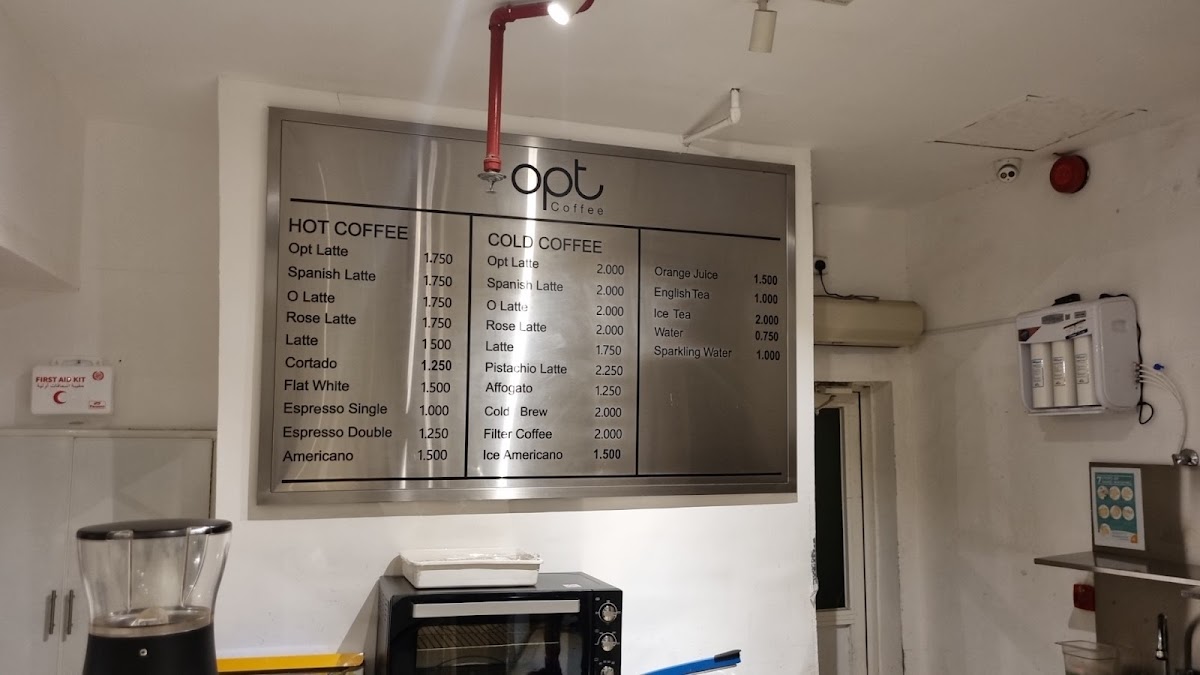 opt
Coffee
HOT COFFEE
Opt Latte 1.750
Spanish Latte 1.750
O Latte 1.750
Rose Latte 1.750
Latte 1 500
Cortado 1.250
Flat White 1.500
Espresso Single 1.000
Espresso Double 1.250
Americano 1.500
COLD COFFEE
Opt Latte 2.000
Spanish Latte 2.000
O Latte 2.000
Rose Latte 2.000
Latte 1.750
Pistachio Latte 2.250
Affogato 1.250
Cold Brew 2.000
Filter Coffee 2.000
Ice Americano 1.500
Orange Juice 1.500
English Tea 1.000
Ice Tea 2.000
Water 0.750
Sparkling Water 1.000
FIRST AID KIT